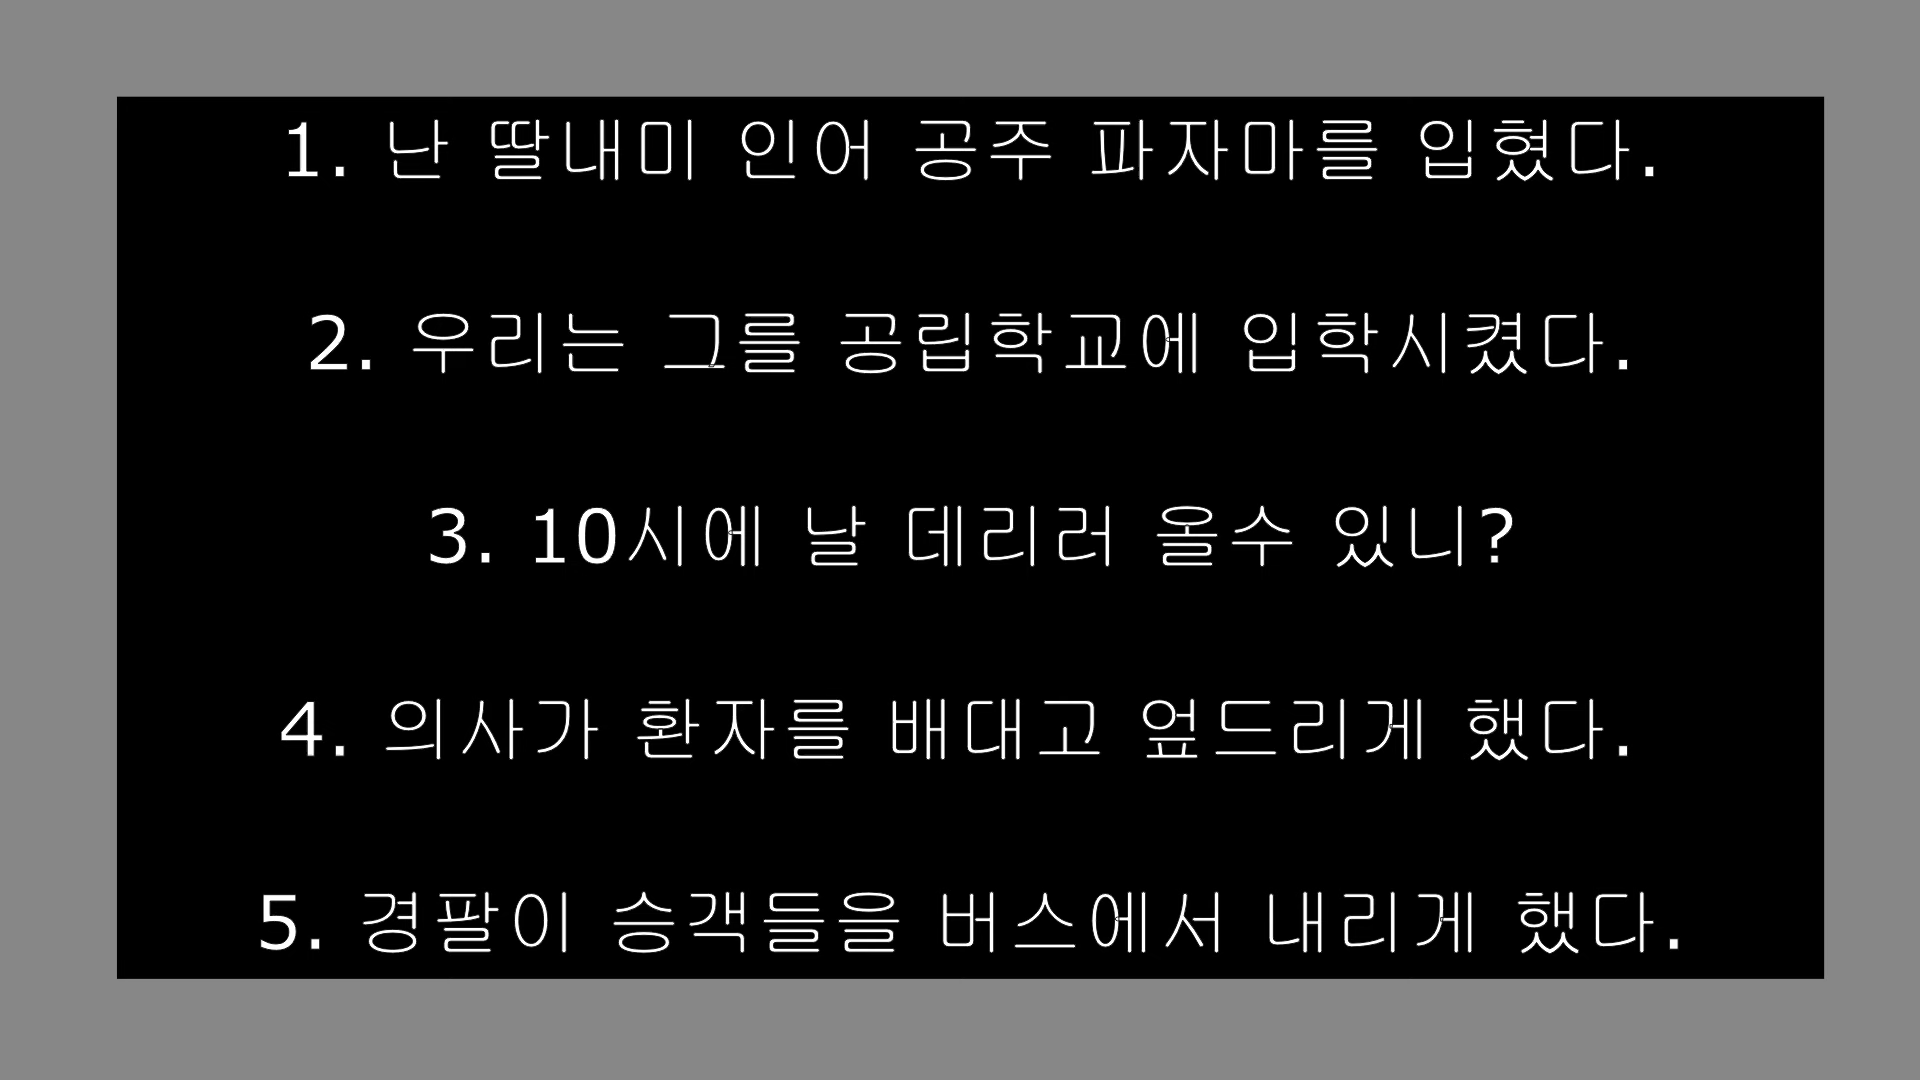 1. 난 딸내미 인어 공주 파자마를 입혔다.
2. 우리는 그를 공립학교에 입학시켰다.
3. 10시에 날 데리러 올수 있니?
4. 의사가 환자를 배대고 엎드리게 했다.
5. 경팔이 승객들을 버스에서 내리게 했다.